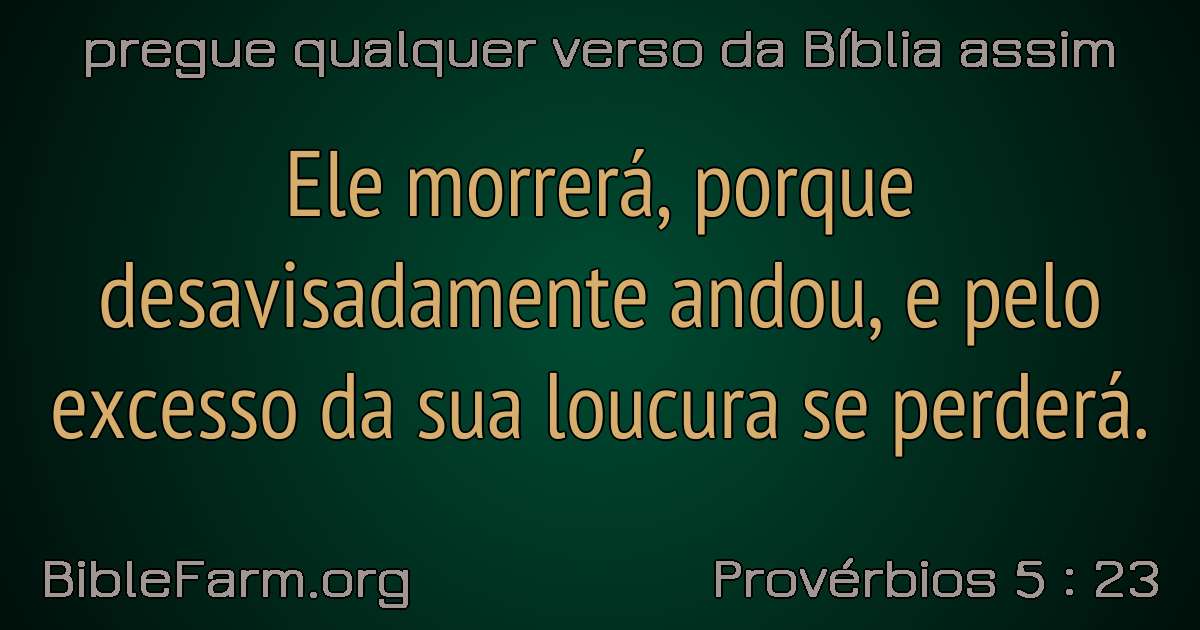 pregue qualquer verso da Bíblia assim
Ele morrerá, porque
desavisadamente andou, e pelo
excesso da sua loucura se perderá.
BibleFarm.org
Provérbios 5 : 23